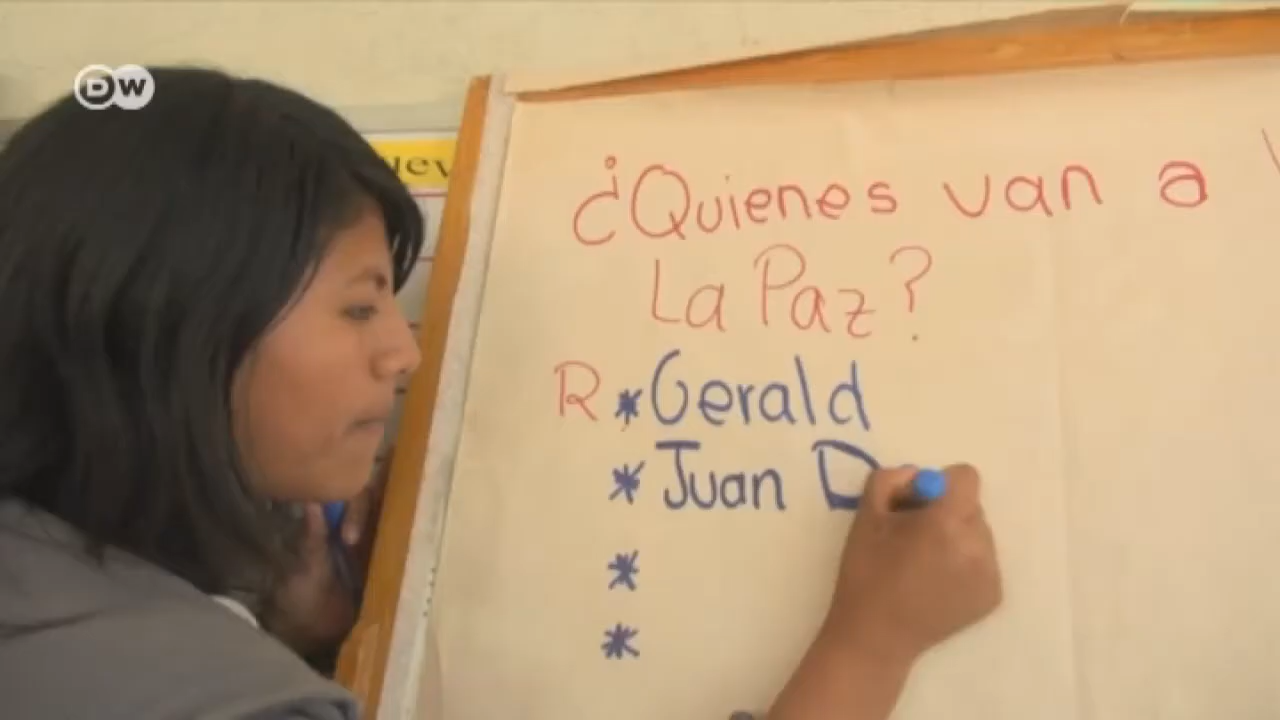 DW
¿Quienes van a
La Paz?
R * Gerald
* Juan D
*
*